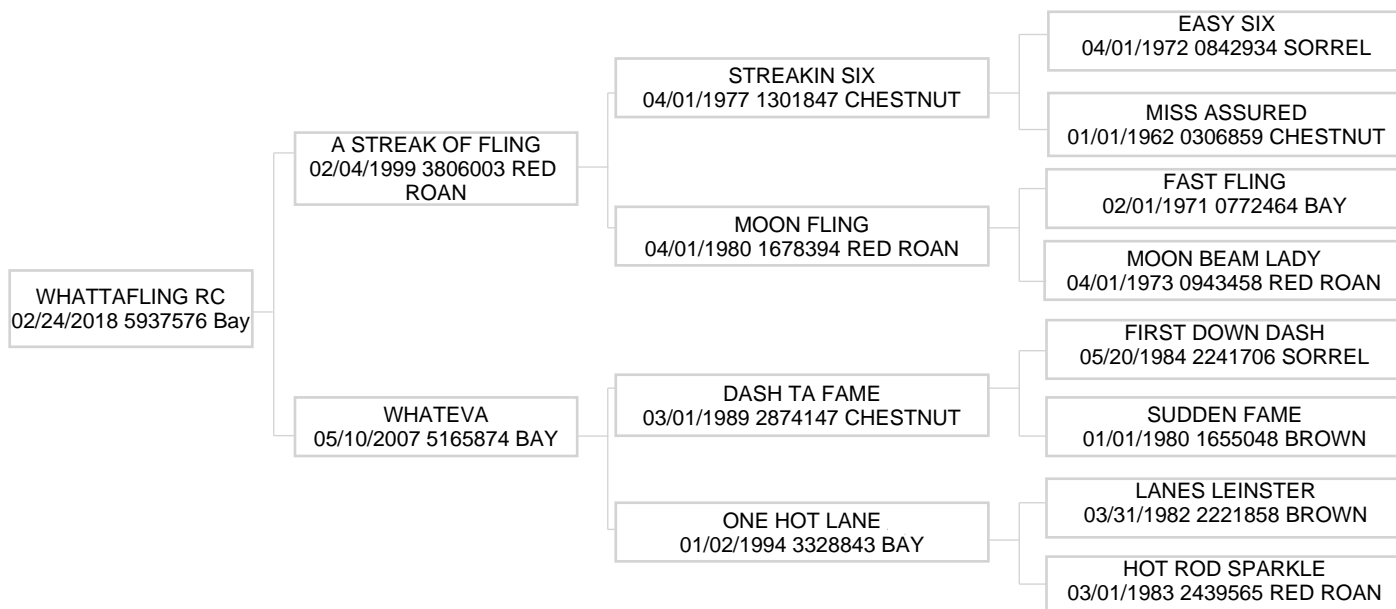 EASY SIX
04/01/1972 0842934 SORREL
STREAKIN SIX
04/01/1977 1301847 CHESTNUT
MISS ASSURED
01/01/1962 0306859 CHESTNUT
A STREAK OF FLING
02/04/1999 3806003 RED
ROAN
FAST FLING
02/01/1971 0772464 BAY
MOON FLING
04/01/1980 1678394 RED ROAN
MOON BEAM LADY
04/01/1973 0943458 RED ROAN
WHATTAFLING RC
02/24/2018 5937576 Bay
FIRST DOWN DASH
05/20/1984 2241706 SORREL
DASH TA FAME
03/01/1989 2874147 CHESTNUT
SUDDEN FAME
01/01/1980 1655048 BROWN
WHATEVA
05/10/2007 5165874 BAY
LANES LEINSTER
03/31/1982 2221858 BROWN
ONE HOT LANE
01/02/1994 3328843 BAY
HOT ROD SPARKLE
03/01/1983 2439565 RED ROAN